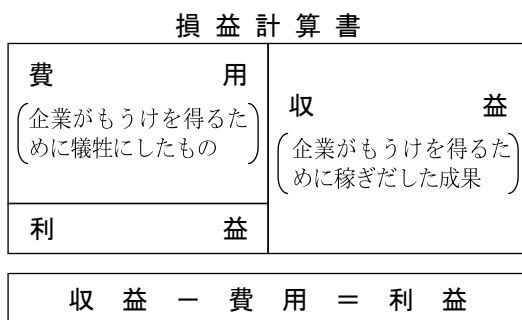 損益計算書
費用
企業がもうけを得るた
めに犠牲にしたもの
利益
収益
企業がもうけを得るた
めに稼ぎだした成果
収益－費用＝利益